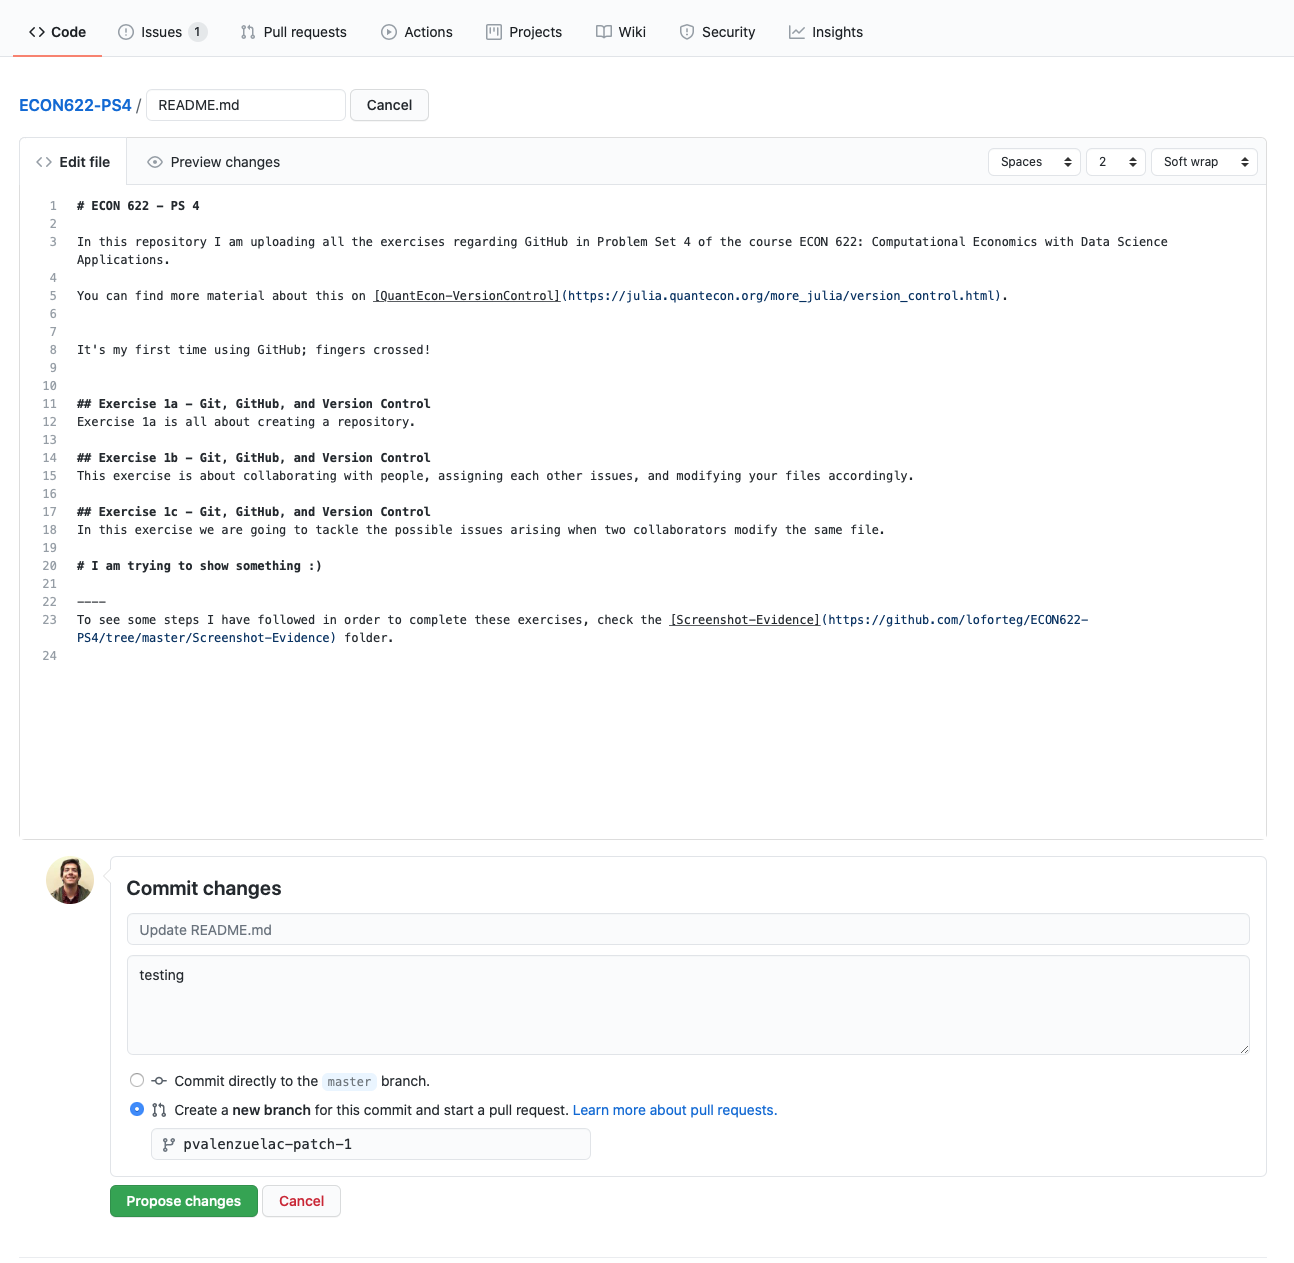 Code Issues 1 Pull requests Actions Projects Wiki Security Insights
ECON622-PS4 / README.md Cancel
Edit file Preview changes Spaces 2 Soft wrap
1 # ECON 622 - PS 4
2
3 In this repository I am uploading all the exercises regarding GitHub in Problem Set 4 of the course ECON 622: Computational Economics with Data Science
Applications.
4
5 You can find more material about this on [QuantEcon-VersionControl](https://julia.quantecon.org/more_julia/version_control.html).
6
7
8 It's my first time using GitHub; fingers crossed!
9
10
11 ## Exercise 1a - Git, GitHub, and Version Control
12 Exercise 1a is all about creating a repository.
13
14 ## Exercise 1b - Git, GitHub, and Version Control
15 This exercise is about collaborating with people, assigning each other issues, and modifying your files accordingly.
16
17 ## Exercise 1c - Git, GitHub, and Version Control
18 In this exercise we are going to tackle the possible issues arising when two collaborators modify the same file.
19
20 # I am trying to show something :)
21
22 ----
23 To see some steps I have followed in order to complete these exercises, check the [Screenshot-Evidence](https://github.com/loforteg/ECON622-
PS4/tree/master/Screenshot-Evidence) folder.
24
Commit changes
Update README.md
testing
Commit directly to the master branch.
Create a new branch for this commit and start a pull request. Learn more about pull requests.
pvalenzuelac-patch-1
Propose changes Cancel